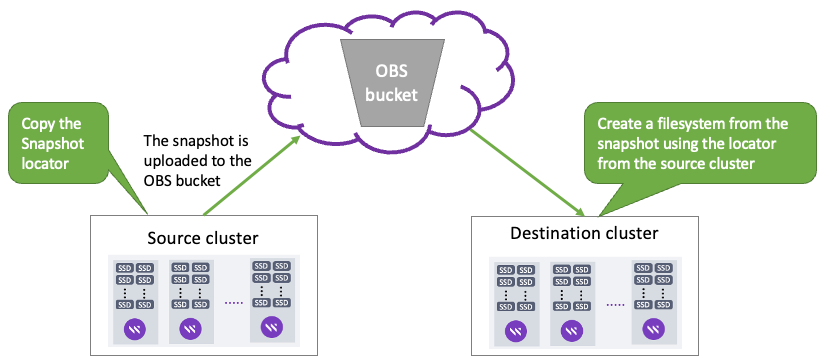 OBS
bucket
Copy the
Snapshot
locator
The snapshot is
uploaded to the
OBS bucket
Create a filesystem from the
snapshot using the locator
from the source cluster
Source cluster
SSD SSD SSD SSD SSD SSD
SSD SSD SSD SSD SSD SSD
SSD SSD SSD SSD SSD SSD
Destination cluster
SSD SSD SSD SSD SSD SSD
SSD SSD SSD SSD SSD SSD
SSD SSD SSD SSD SSD SSD